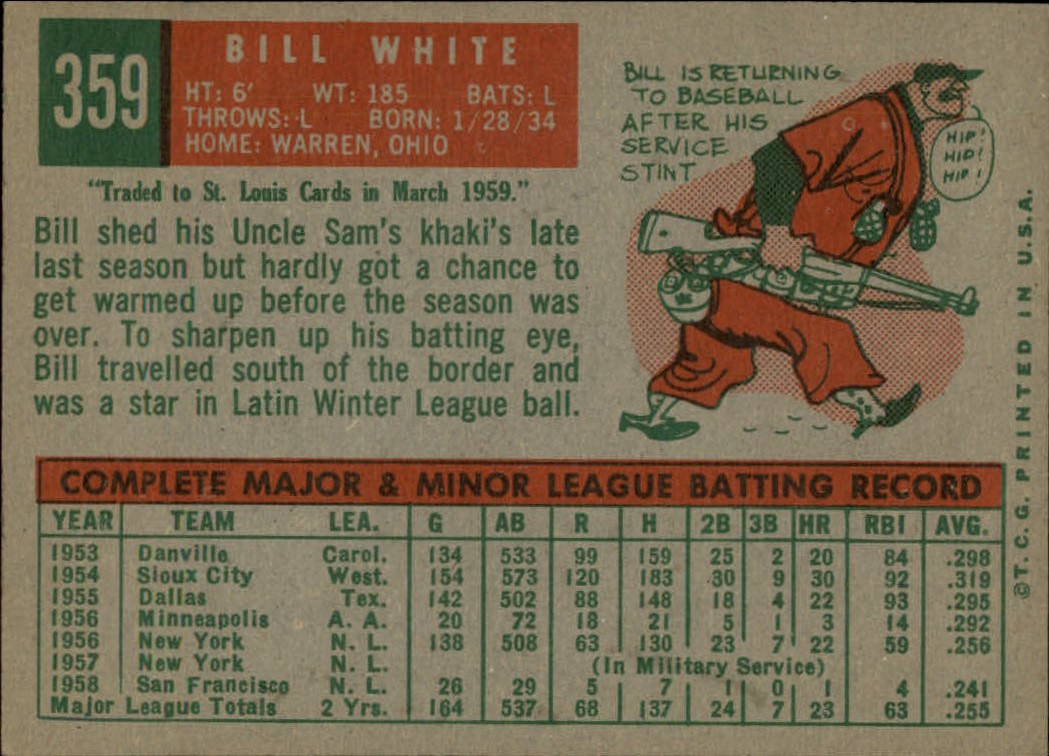 359
BILL WHITE
HT: 6' WT: 185 BATS: L
THROWS: L BORN: 1/28/34
HOME: WARREN, OHIO
"Traded to St. Louis Cards in March 1959."
Bill shed his Uncle Sam's khaki's late
last season but hardly got a chance to
get warmed up before the season was
over. To sharpen up his batting eye,
Bill travelled south of the border and
was a star in Latin Winter League ball.
BILL IS RETURNING
TO BASEBALL
AFTER HIS
SERVICE
STINT
HIP!
HIP!
HIP!
COMPLETE MAJOR & MINOR LEAGUE BATTING RECORD
YEAR TEAM LEA. G AB R H 2B 3B HR RBI AVG.
1953 Danville Carol. 134 533 99 159 25 2 20 84 .298
1954 Sioux City West. 154 573 120 183 30 9 30 92 .319
1955 Dallas Tex. 142 502 88 148 18 4 22 93 .295
1956 Minneapolis A. A. 20 72 18 21 5 1 3 14 .292
1956 New York N. L. 138 508 63 130 23 7 22 59 .256
1957 New York N. L. (In Military Service)
1958 San Francisco N. L. 26 29 5 7 1 0 1 4 .241
Major League Totals 2 Yrs. 164 537 68 137 24 7 23 63 .255
©T. C. G. PRINTED IN U.S.A.